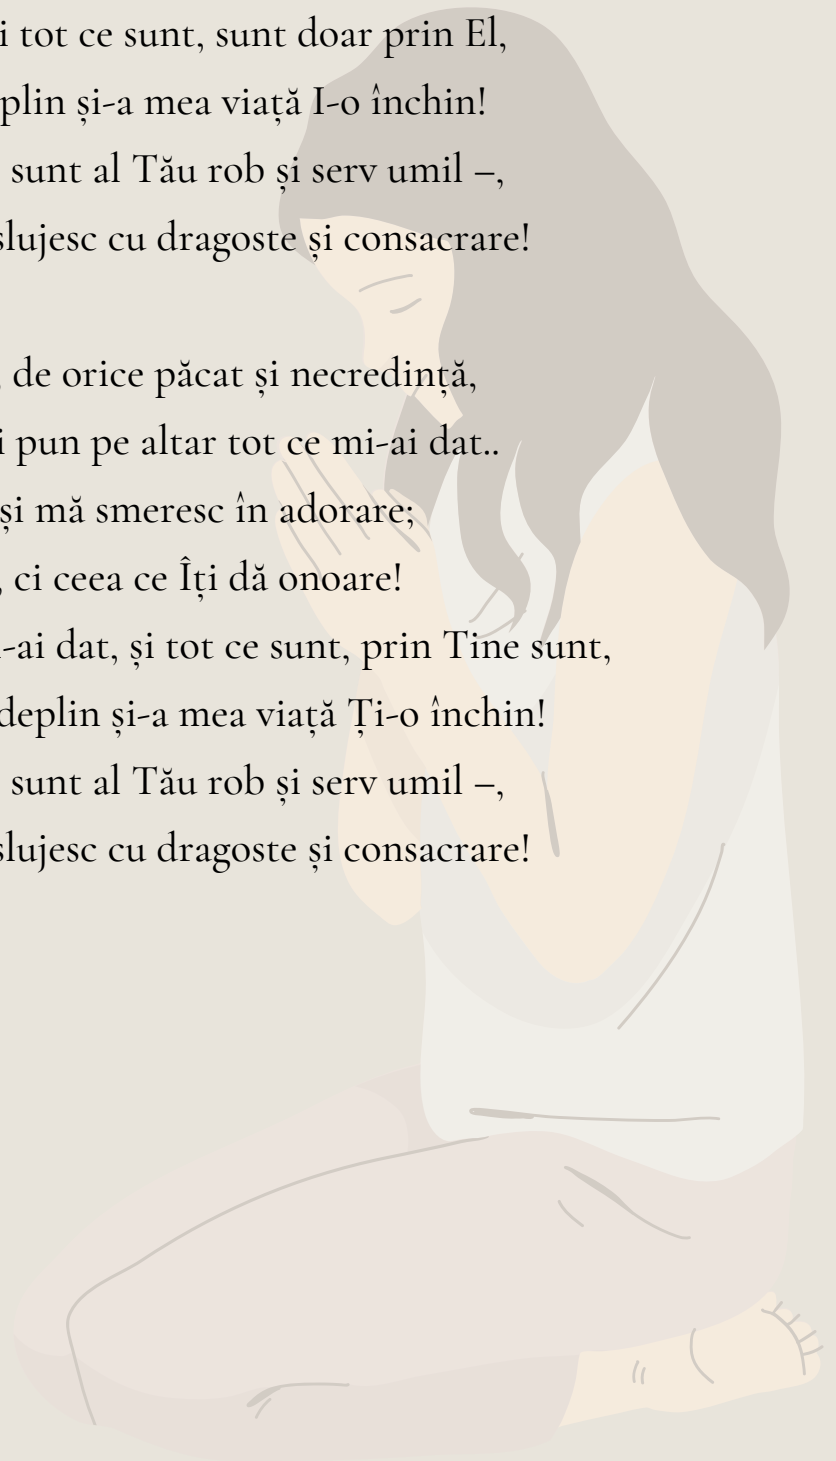 i tot ce sunt, sunt doar prin El,
plin și-a mea viață I-o închin!
sunt al Tău rob și serv umil –,
slujesc cu dragoste și consacrare!
, de orice păcat și necredință,
i pun pe altar tot ce mi-ai dat..
și mă smeresc în adorare;
, ci ceea ce Îți dă onoare!
-ai dat, și tot ce sunt, prin Tine sunt,
deplin și-a mea viață Ți-o închin!
sunt al Tău rob și serv umil –,
slujesc cu dragoste și consacrare!